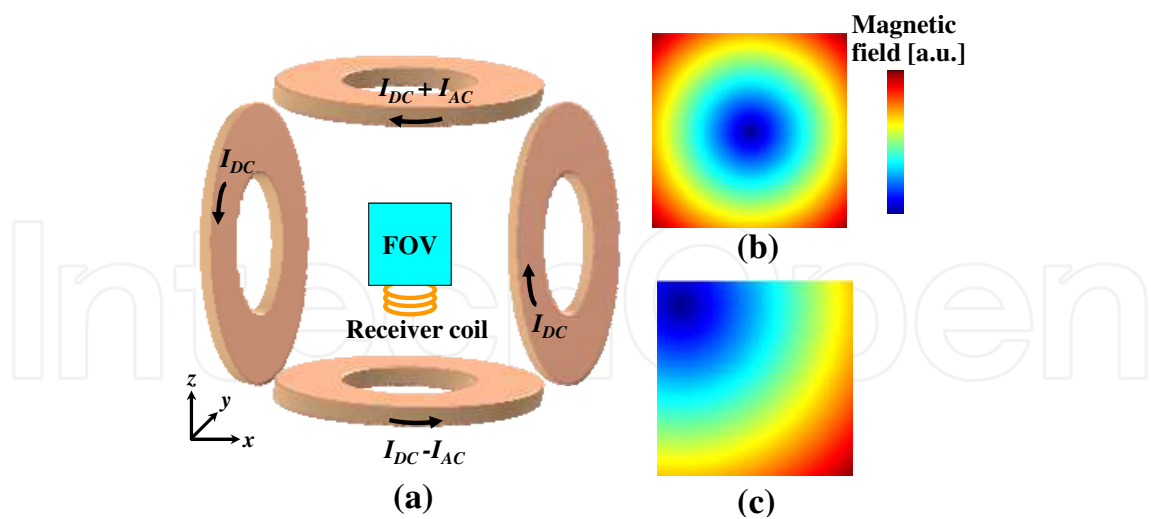 Magnetic
field [a.u.]
I_DC + I_AC
I_DC
FOV
(b)
I_DC
Receiver coil
z
y
x
I_DC - I_AC
(a)
(c)
IntechOpen